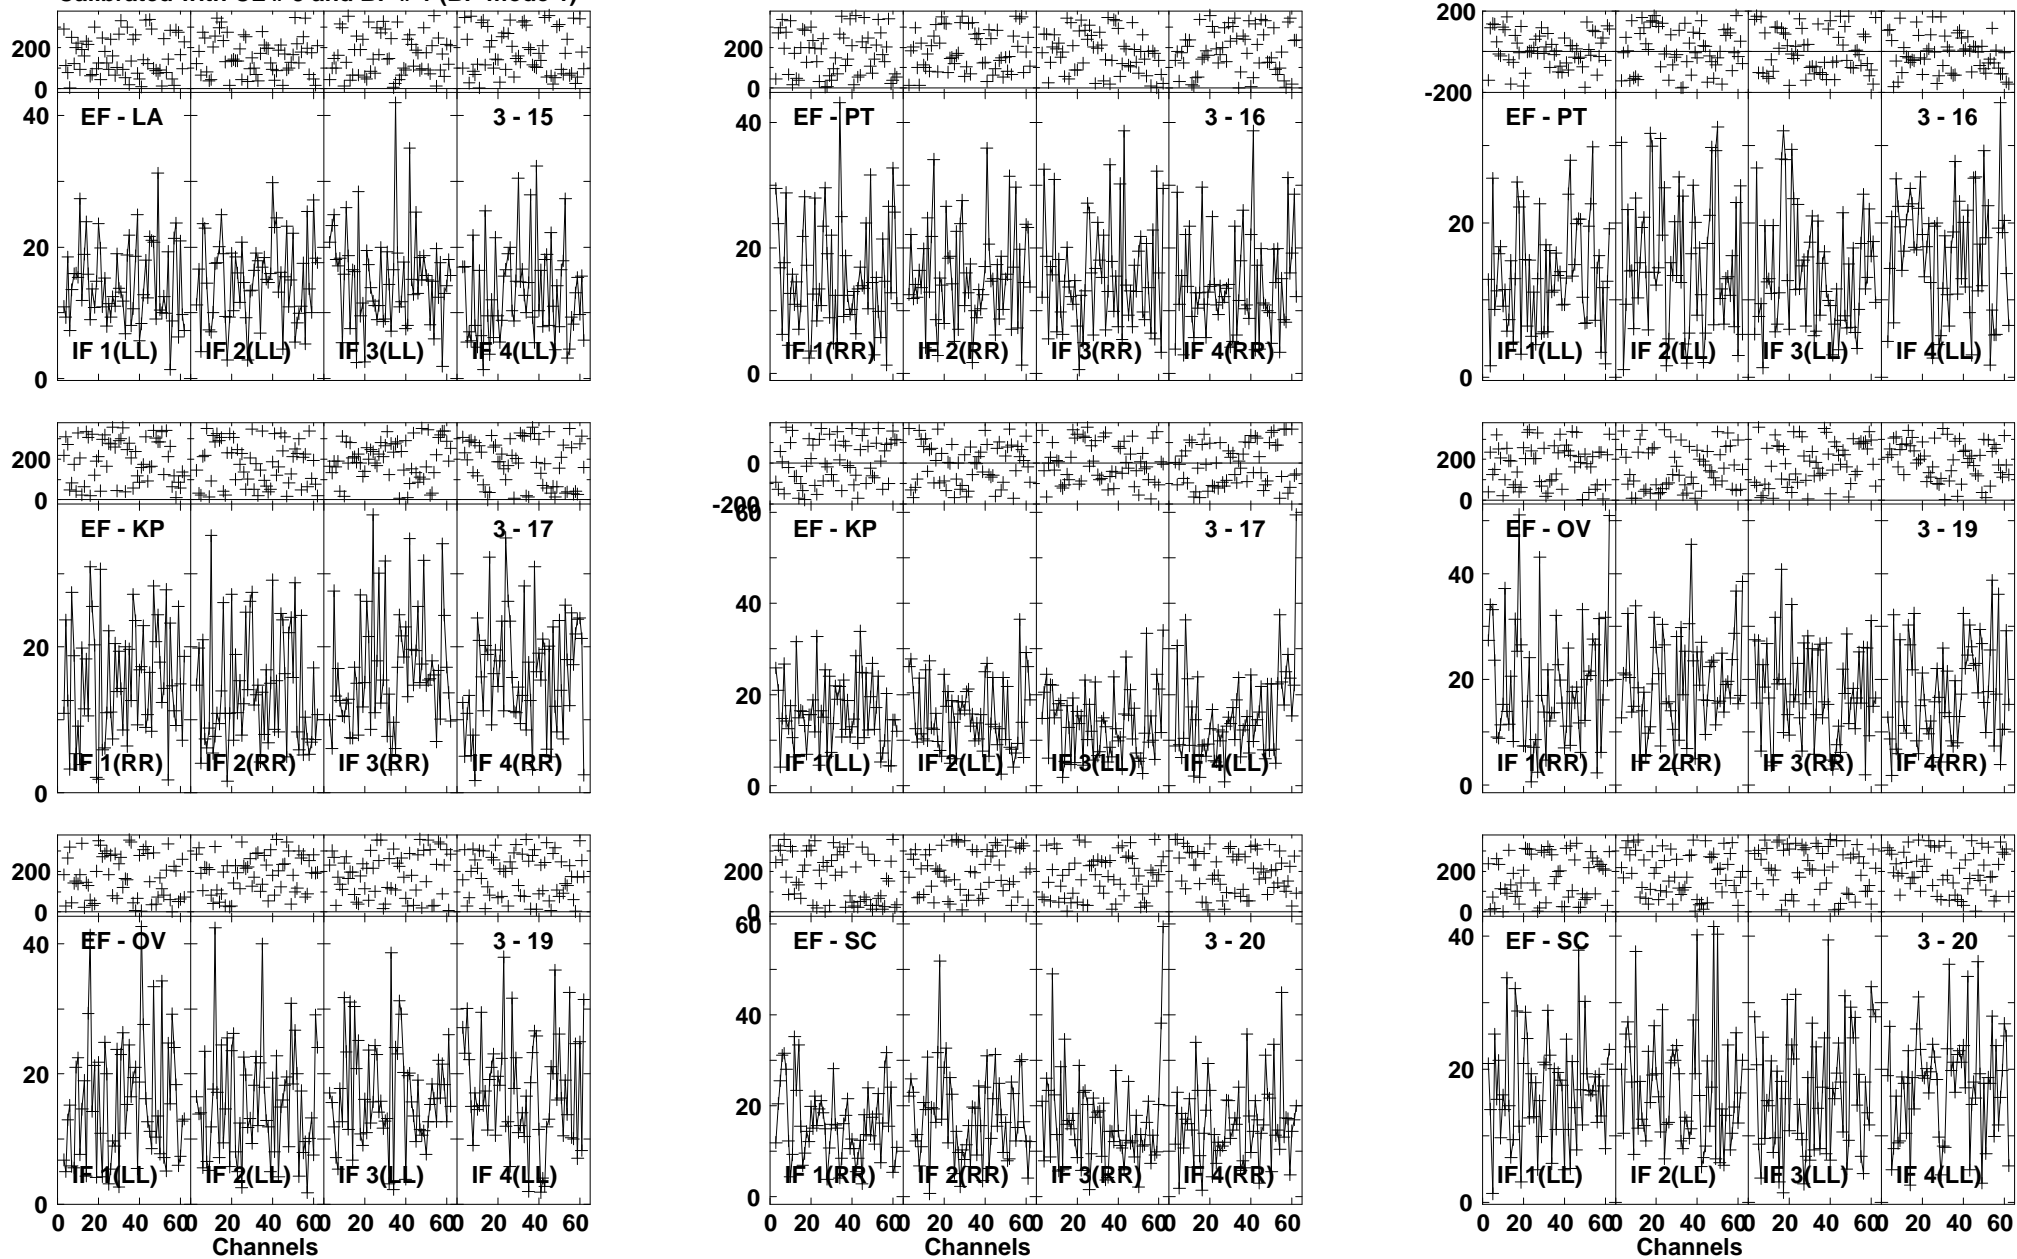 200
0
EF - LA
3 - 15
40
20
0
IF 1(LL)
IF 2(LL)
IF 3(LL)
IF 4(LL)
200
0
EF - PT
3 - 16
40
20
0
IF 1(RR)
IF 2(RR)
IF 3(RR)
IF 4(RR)
200
0
-200
EF - PT
3 - 16
20
0
IF 1(LL)
IF 2(LL)
IF 3(LL)
IF 4(LL)
200
0
EF - KP
3 - 17
20
0
IF 1(RR)
IF 2(RR)
IF 3(RR)
IF 4(RR)
0
-200
60
EF - KP
3 - 17
40
20
0
IF 1(LL)
IF 2(LL)
IF 3(LL)
IF 4(LL)
200
0
EF - OV
3 - 19
40
20
0
IF 1(RR)
IF 2(RR)
IF 3(RR)
IF 4(RR)
200
0
EF - OV
3 - 19
40
20
0
IF 1(LL)
IF 2(LL)
IF 3(LL)
IF 4(LL)
0 20 40 60 0 20 40 60 0 20 40 60 0 20 40 60
Channels
200
0
60
EF - SC
3 - 20
40
20
0
IF 1(RR)
IF 2(RR)
IF 3(RR)
IF 4(RR)
0 20 40 60 0 20 40 60 0 20 40 60 0 20 40 60
Channels
200
0
EF - SC
3 - 20
40
20
0
IF 1(LL)
IF 2(LL)
IF 3(LL)
IF 4(LL)
0 20 40 60 0 20 40 60 0 20 40 60 0 20 40 60
Channels